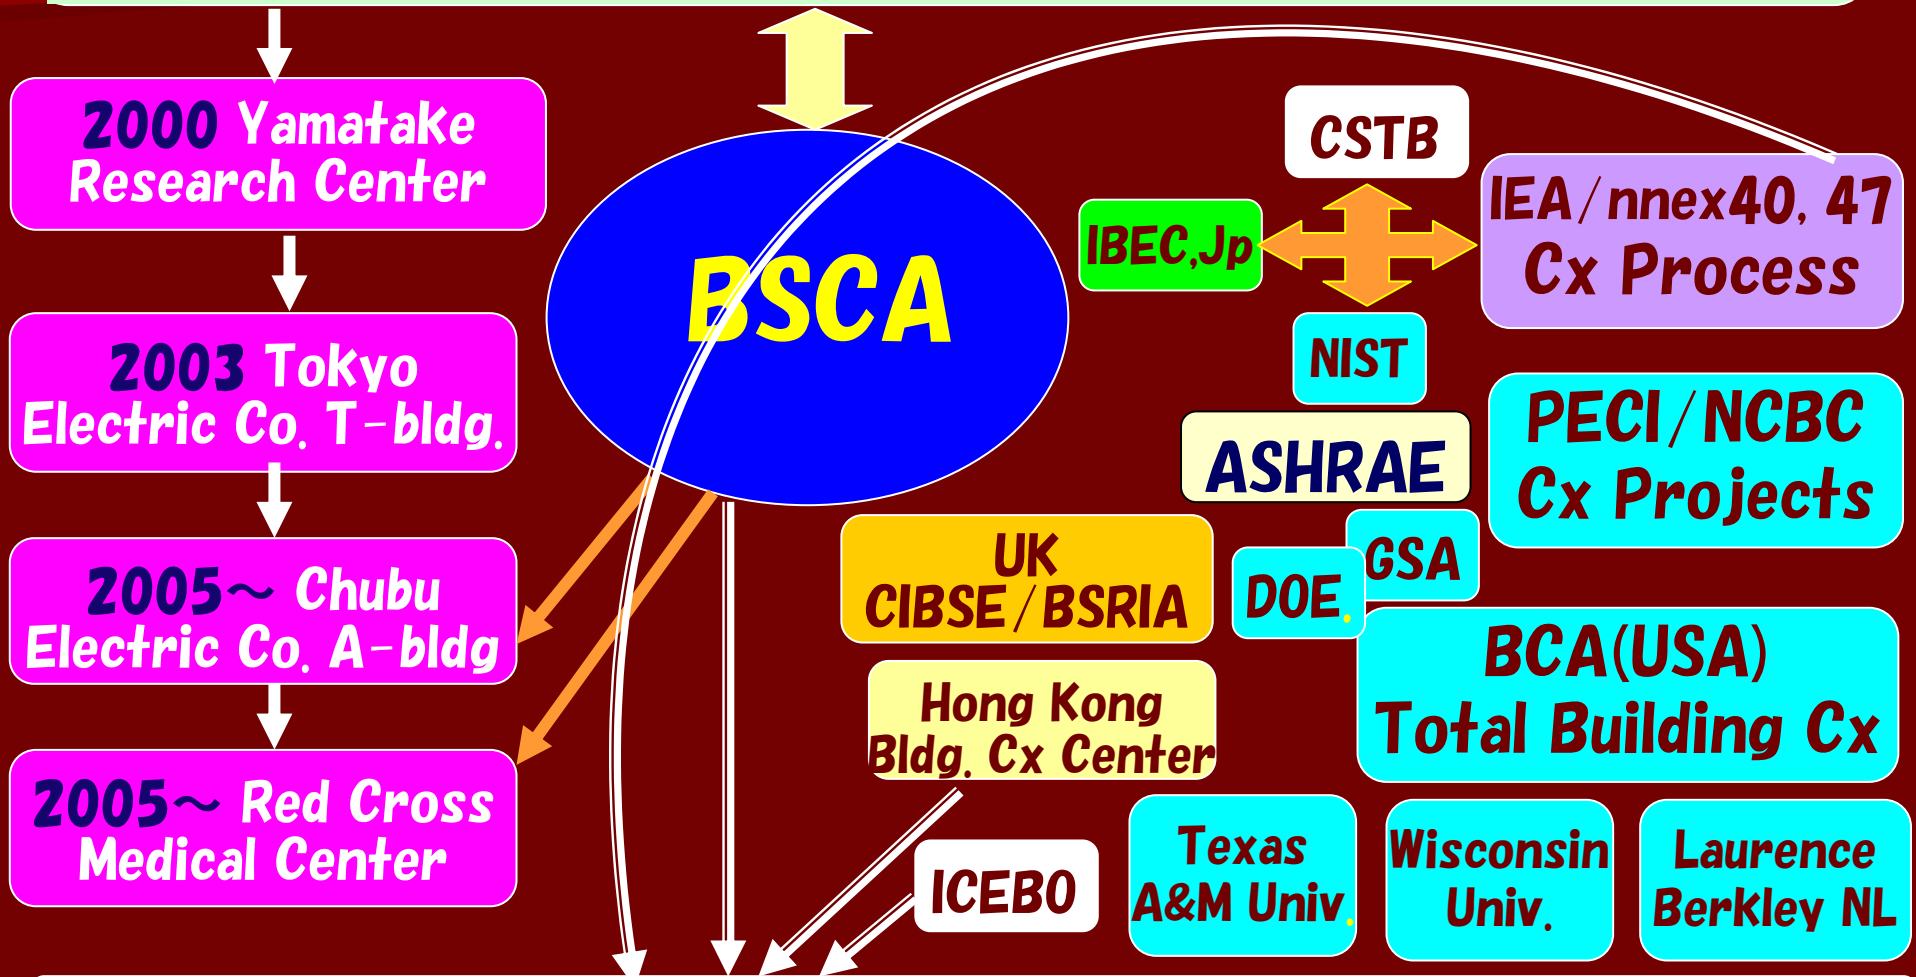 2000 Yamatake
Research Center
2003 Tokyo
Electric Co. T-bldg.
2005～ Chubu
Electric Co. A-bldg
2005～ Red Cross
Medical Center
BSCA
CSTB
IBEC,Jp
IEA/nnex40, 47
Cx Process
NIST
ASHRAE
PECI/NCBC
Cx Projects
UK
CIBSE/BSRIA
GSA
DOE.
BCA(USA)
Total Building Cx
Hong Kong
Bldg. Cx Center
ICEBO
Texas
A&M Univ.
Wisconsin
Univ.
Laurence
Berkley NL